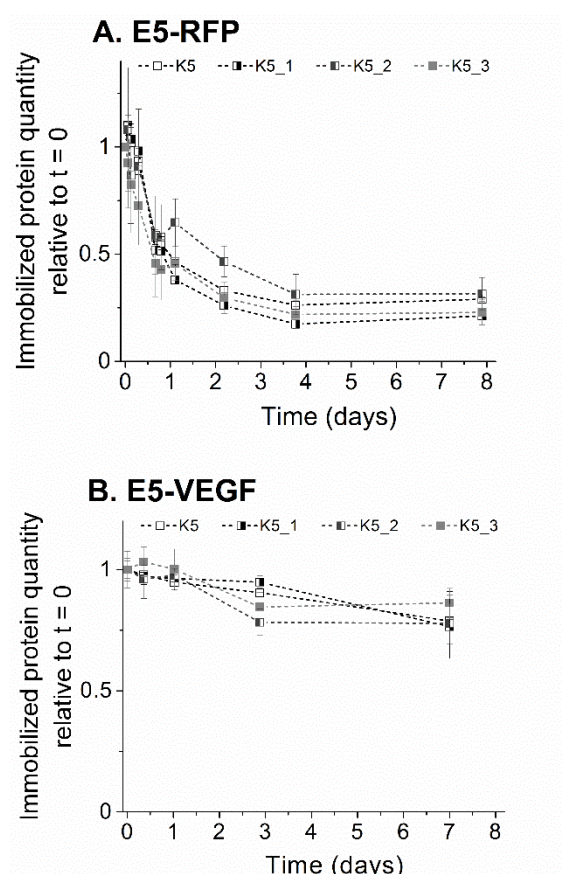 A. E5-RFP
K5 K5_1 K5_2 K5_3
Immobilized protein quantity
relative to t = 0
1
0.5
0
0 1 2 3 4 5 6 7 8
Time (days)
B. E5-VEGF
K5 K5_1 K5_2 K5_3
Immobilized protein quantity
relative to t = 0
1
0.5
0
0 1 2 3 4 5 6 7 8
Time (days)